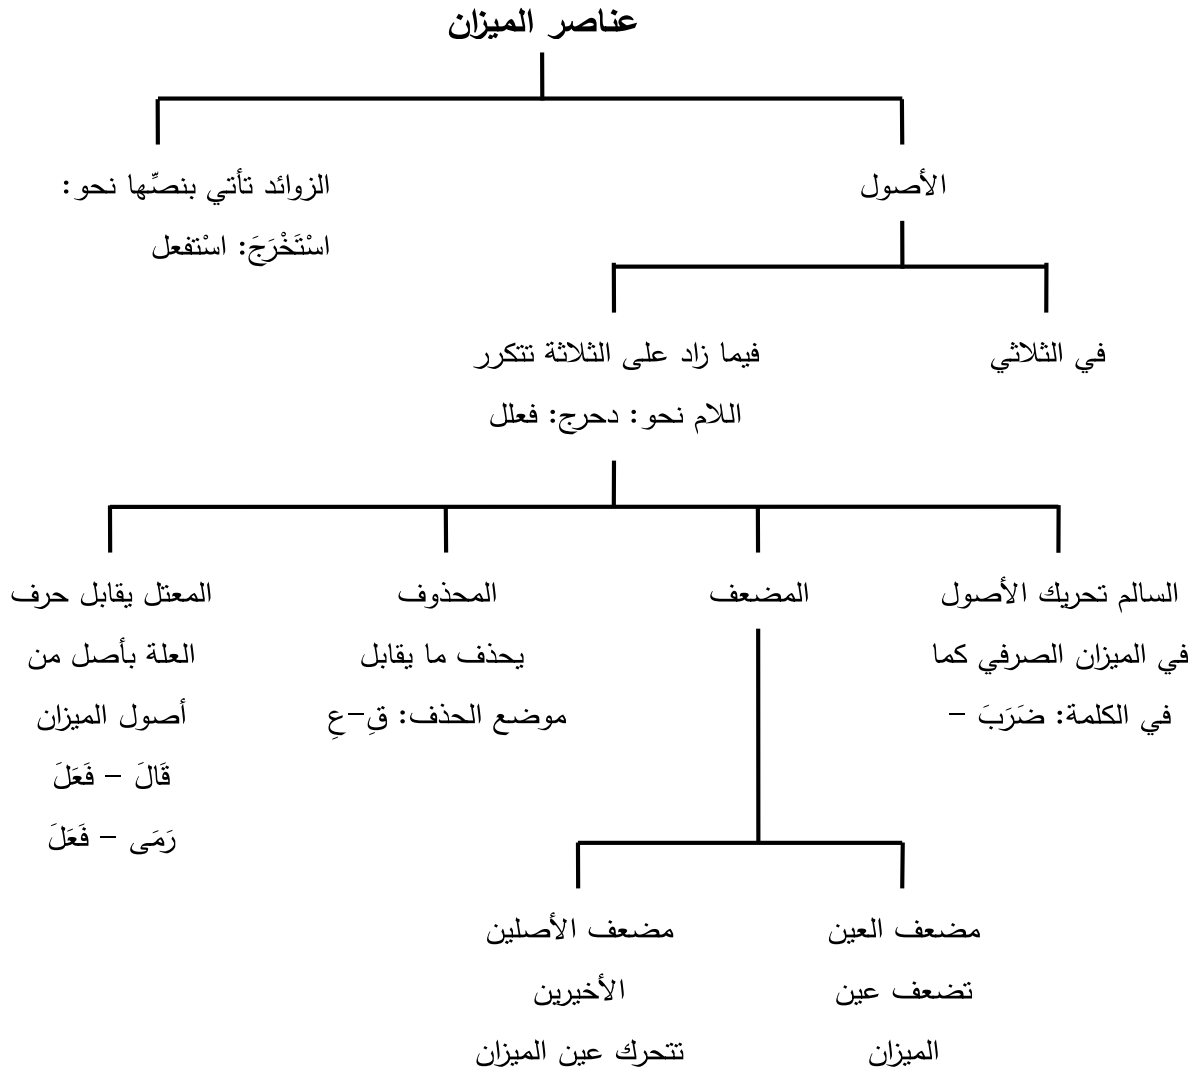 عناصر الميزان
الأصول
الزوائد تأتي بنصِّها نحو:
اسْتَخْرَجَ: اسْتفعل
في الثلاثي
فيما زاد على الثلاثة تتكرر
اللام نحو: دحرج: فعلل
السالم تحريك الأصول
في الميزان الصرفي كما
في الكلمة: ضَرَبَ –
المضعف
المحذوف
يحذف ما يقابل
موضع الحذف: قِ–عِ
المعتل يقابل حرف
العلة بأصل من
أصول الميزان
قَالَ – فَعَلَ
رَمَى – فَعَلَ
مضعف العين
تضعف عين
الميزان
مضعف الأصلين
الأخيرين
تتحرك عين الميزان